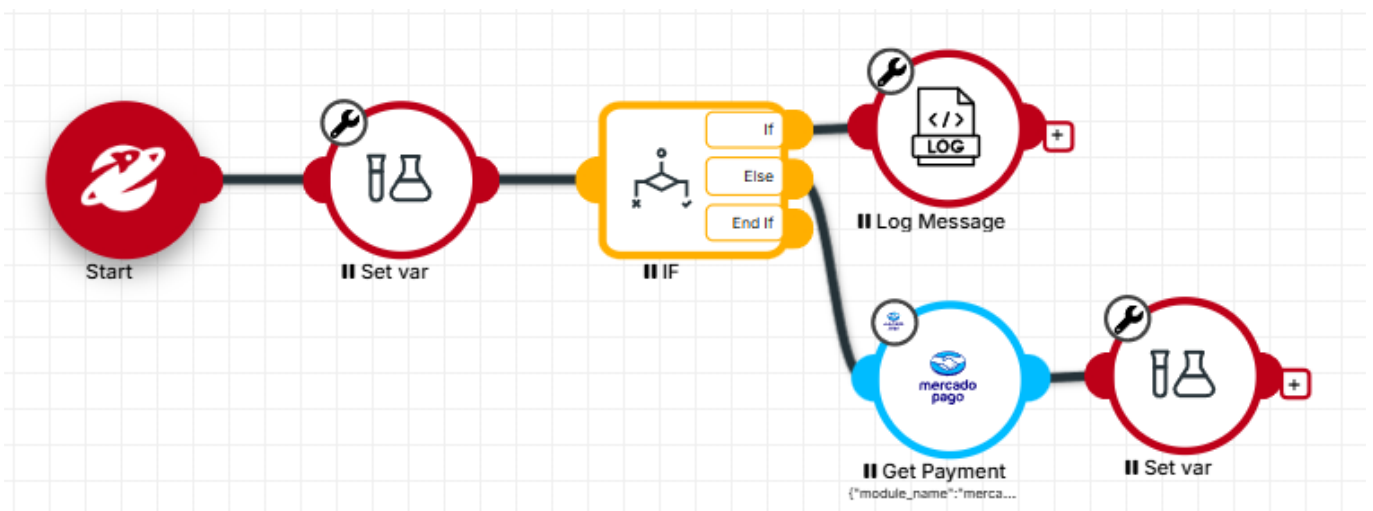 If
Else
End If
</>
LOG
Start
Set var
IF
Log Message
mercado
pago
Get Payment
{"module_name":"merca...
Set var